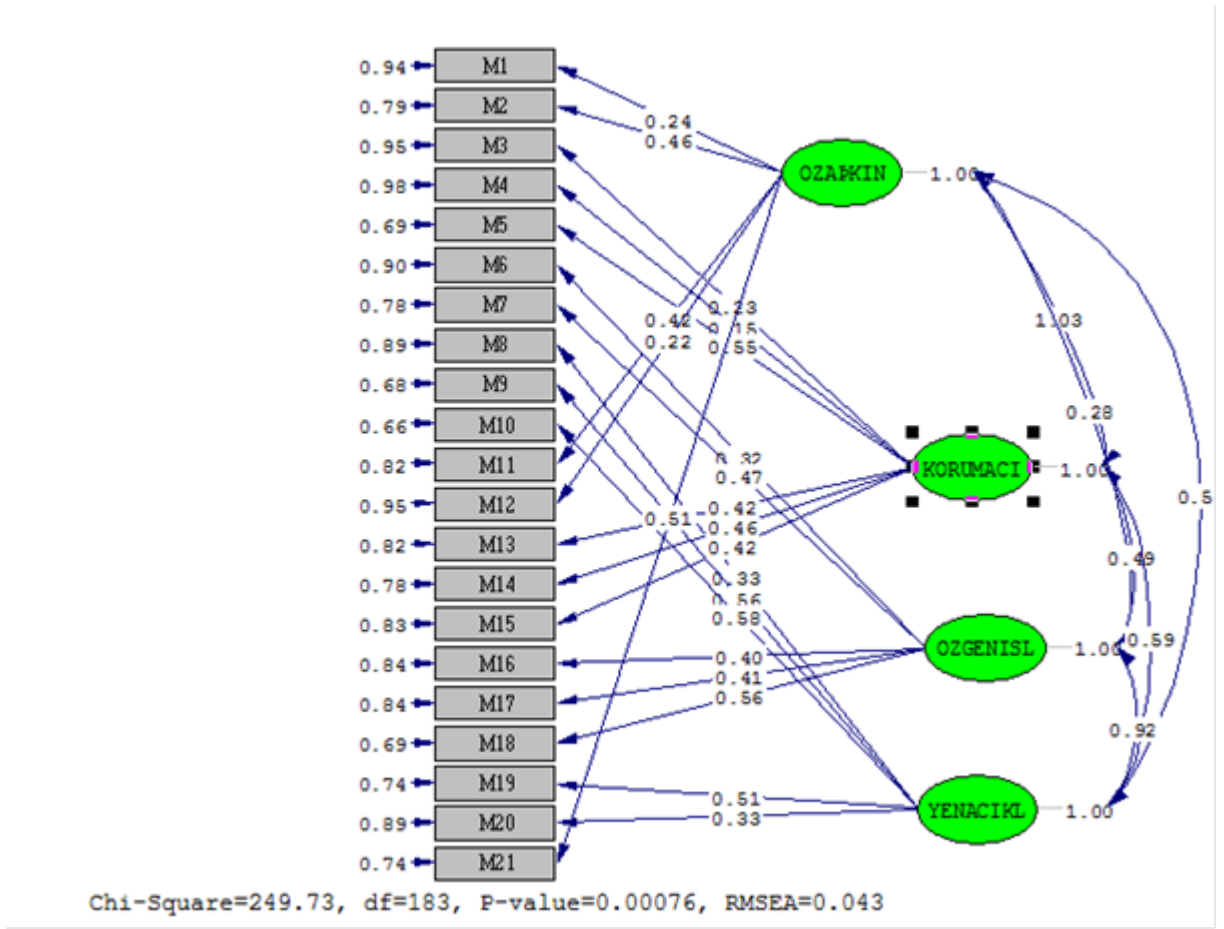 0.94 M1
0.79 M2
0.95 M3
0.98 M4
0.69 M5
0.90 M6
0.78 M7
0.89 M8
0.68 M9
0.66 M10
0.82 M11
0.95 M12
0.82 M13
0.78 M14
0.83 M15
0.84 M16
0.84 M17
0.69 M18
0.74 M19
0.89 M20
0.74 M21
0.24
0.46
0.42
0.22
0.51
0.23
0.15
0.55
0.32
0.47
0.42
0.46
0.42
0.33
0.56
0.58
0.40
0.41
0.56
0.51
0.33
OZAÞKIN 1.00
KORUMACI 1.00
OZGENISL 1.00
YENACIKL 1.00
1.03
0.28
0.5
0.49
0.59
0.92
Chi-Square=249.73, df=183, P-value=0.00076, RMSEA=0.043